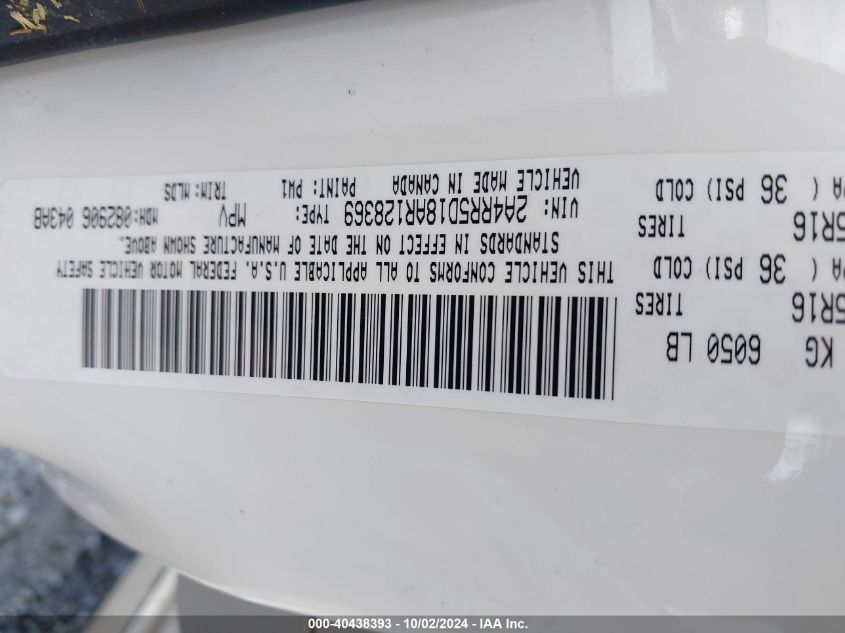 KG 6050 LB
5R16 TIRES
PA ( 36 PSI) COLD
5R16 TIRES
PA ( 36 PSI) COLD
THIS VEHICLE CONFORMS TO ALL APPLICABLE U.S.A. FEDERAL MOTOR VEHICLE SAFETY
STANDARDS IN EFFECT ON THE DATE OF MANUFACTURE SHOWN ABOVE.
VIN: 2A4RR5D18AR128369 TYPE: MPV MDH: 082906 043AB
VEHICLE MADE IN CANADA PAINT: PW1 TRIM: MLDS
000-40438393 - 10/02/2024 - IAA Inc.